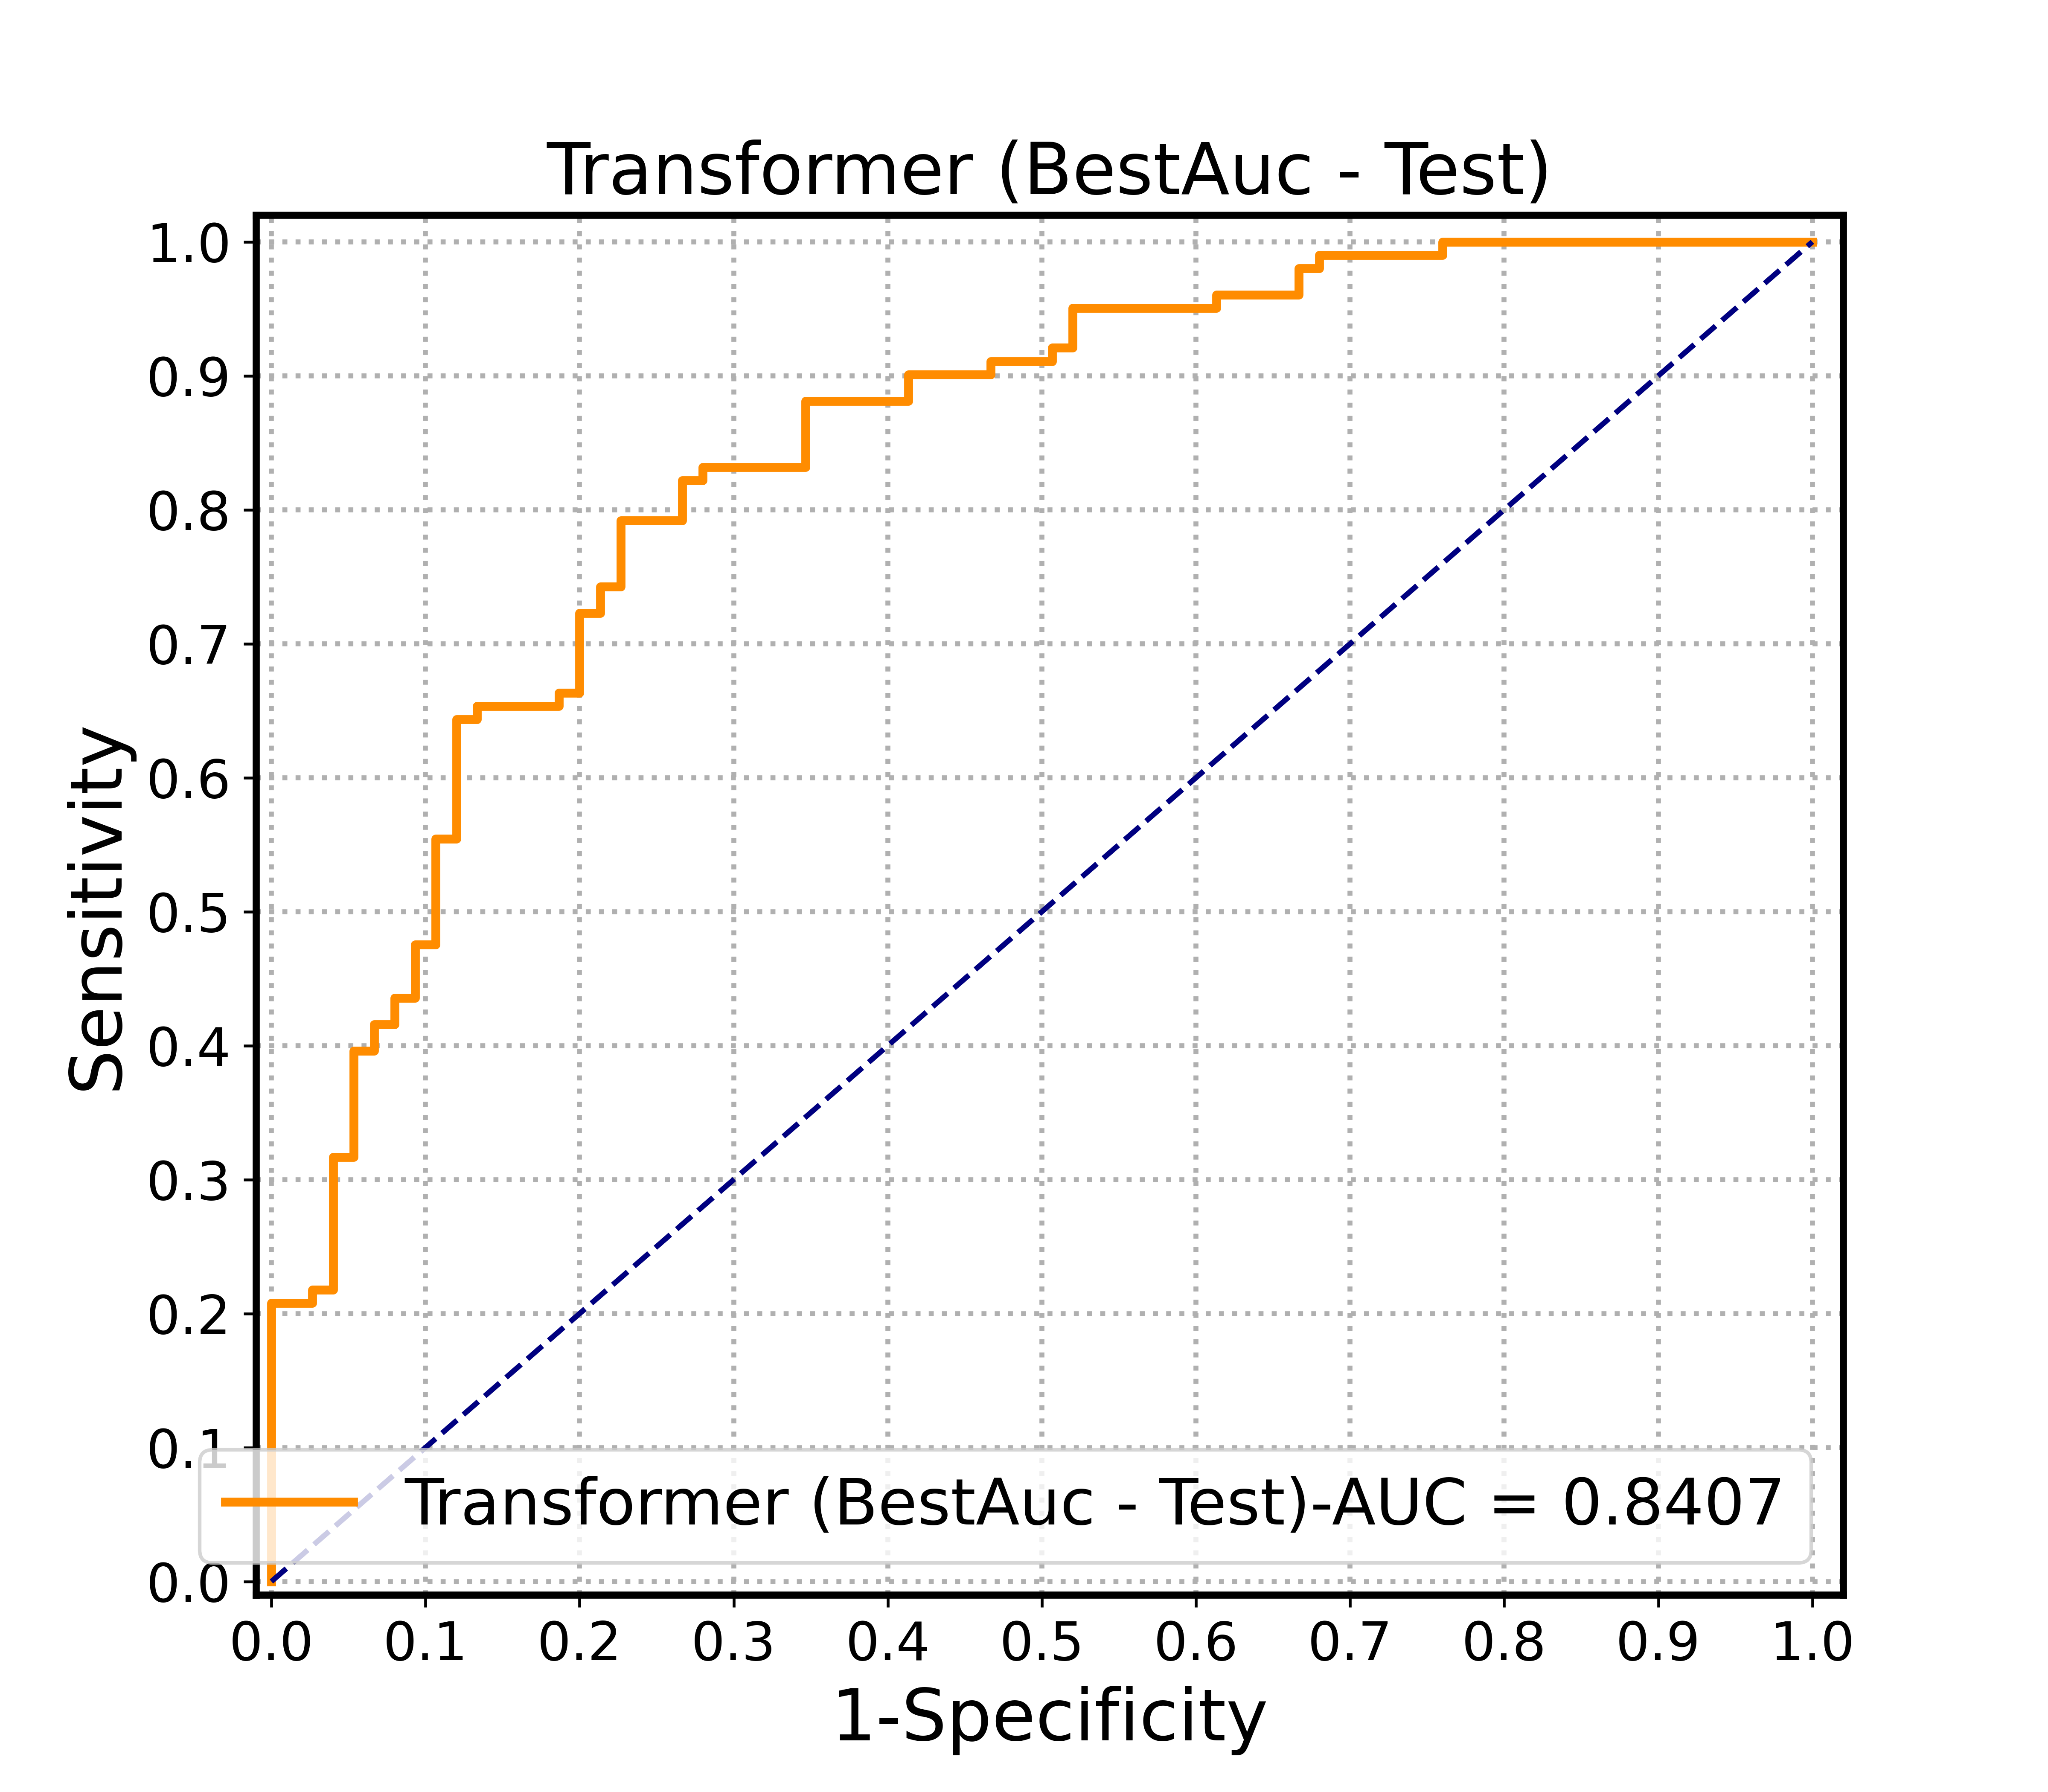 Transformer (BestAuc - Test)
1.0
0.9
0.8
0.7
0.6
0.5
0.4
0.3
0.2
0.1
0.0
Sensitivity
Transformer (BestAuc - Test)-AUC = 0.8407
0.0 0.1 0.2 0.3 0.4 0.5 0.6 0.7 0.8 0.9 1.0
1-Specificity